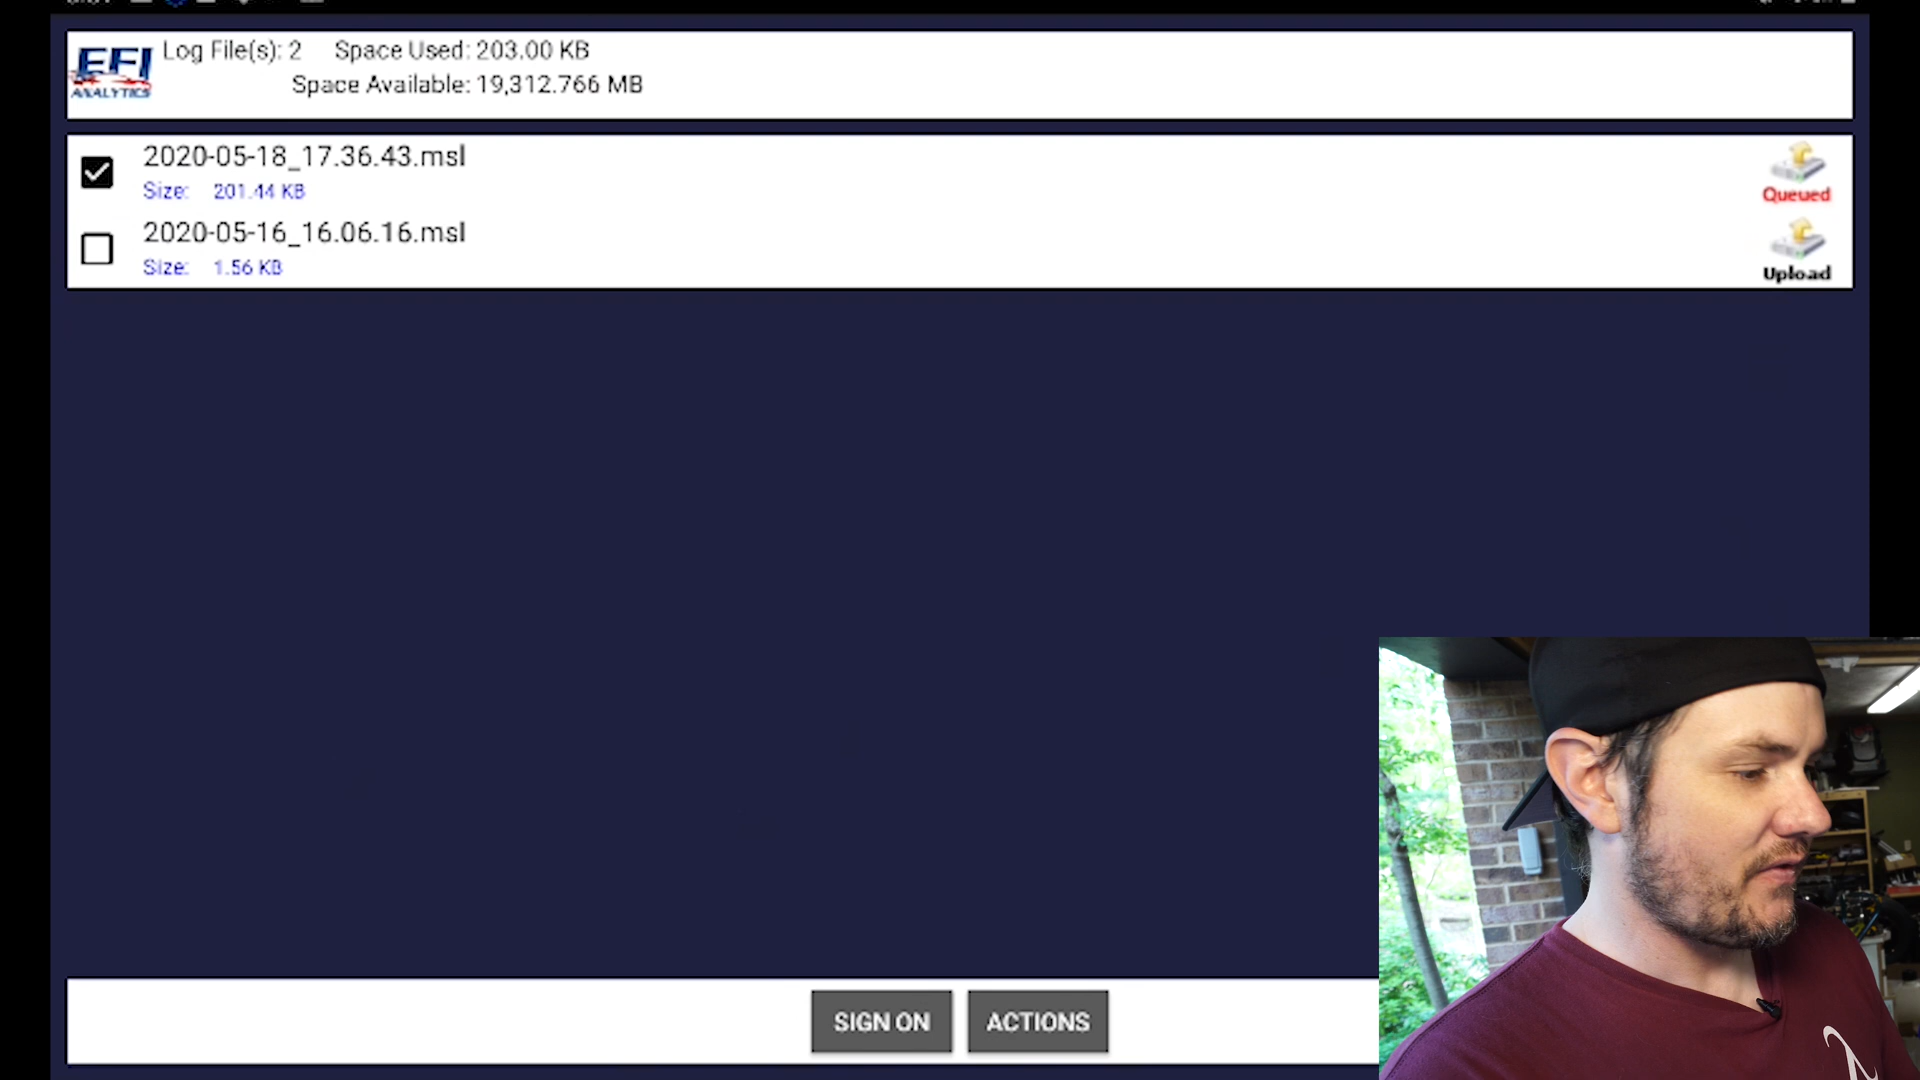 EFI
ANALYTICS
Log File(s): 2 Space Used: 203.00 KB
Space Available: 19,312.766 MB
2020-05-18_17.36.43.msl
Size: 201.44 KB
Queued
2020-05-16_16.06.16.msl
Size: 1.56 KB
Upload
SIGN ON
ACTIONS